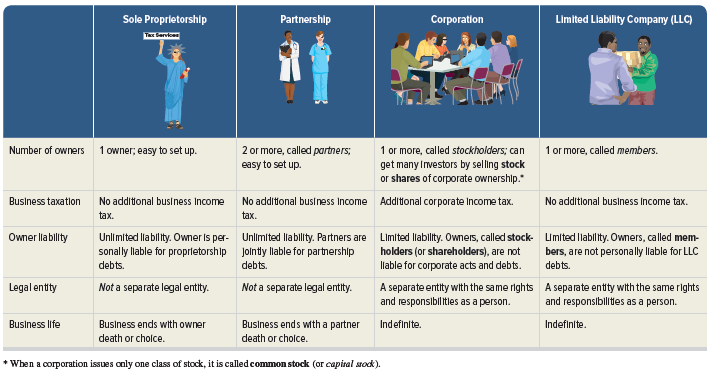 Sole Proprietorship
Partnership
Corporation
Limited Liability Company (LLC)
Tax Services
Number of owners
1 owner; easy to set up.
2 or more, called partners;
easy to set up.
1 or more, called stockholders; can
get many investors by selling stock
or shares of corporate ownership.*
1 or more, called members.
Business taxation
No additional business income
tax.
No additional business income
tax.
Additional corporate income tax.
No additional business income tax.
Owner liability
Unlimited liability. Owner is per-
sonally liable for proprietorship
debts.
Unlimited liability. Partners are
jointly liable for partnership
debts.
Limited liability. Owners, called stock-
holders (or shareholders), are not
liable for corporate acts and debts.
Limited liability. Owners, called mem-
bers, are not personally liable for LLC
debts.
Legal entity
Not a separate legal entity.
Not a separate legal entity.
A separate entity with the same rights
and responsibilities as a person.
A separate entity with the same rights
and responsibilities as a person.
Business life
Business ends with owner
death or choice.
Business ends with a partner
death or choice.
Indefinite.
Indefinite.
* When a corporation issues only one class of stock, it is called common stock (or capital stock).